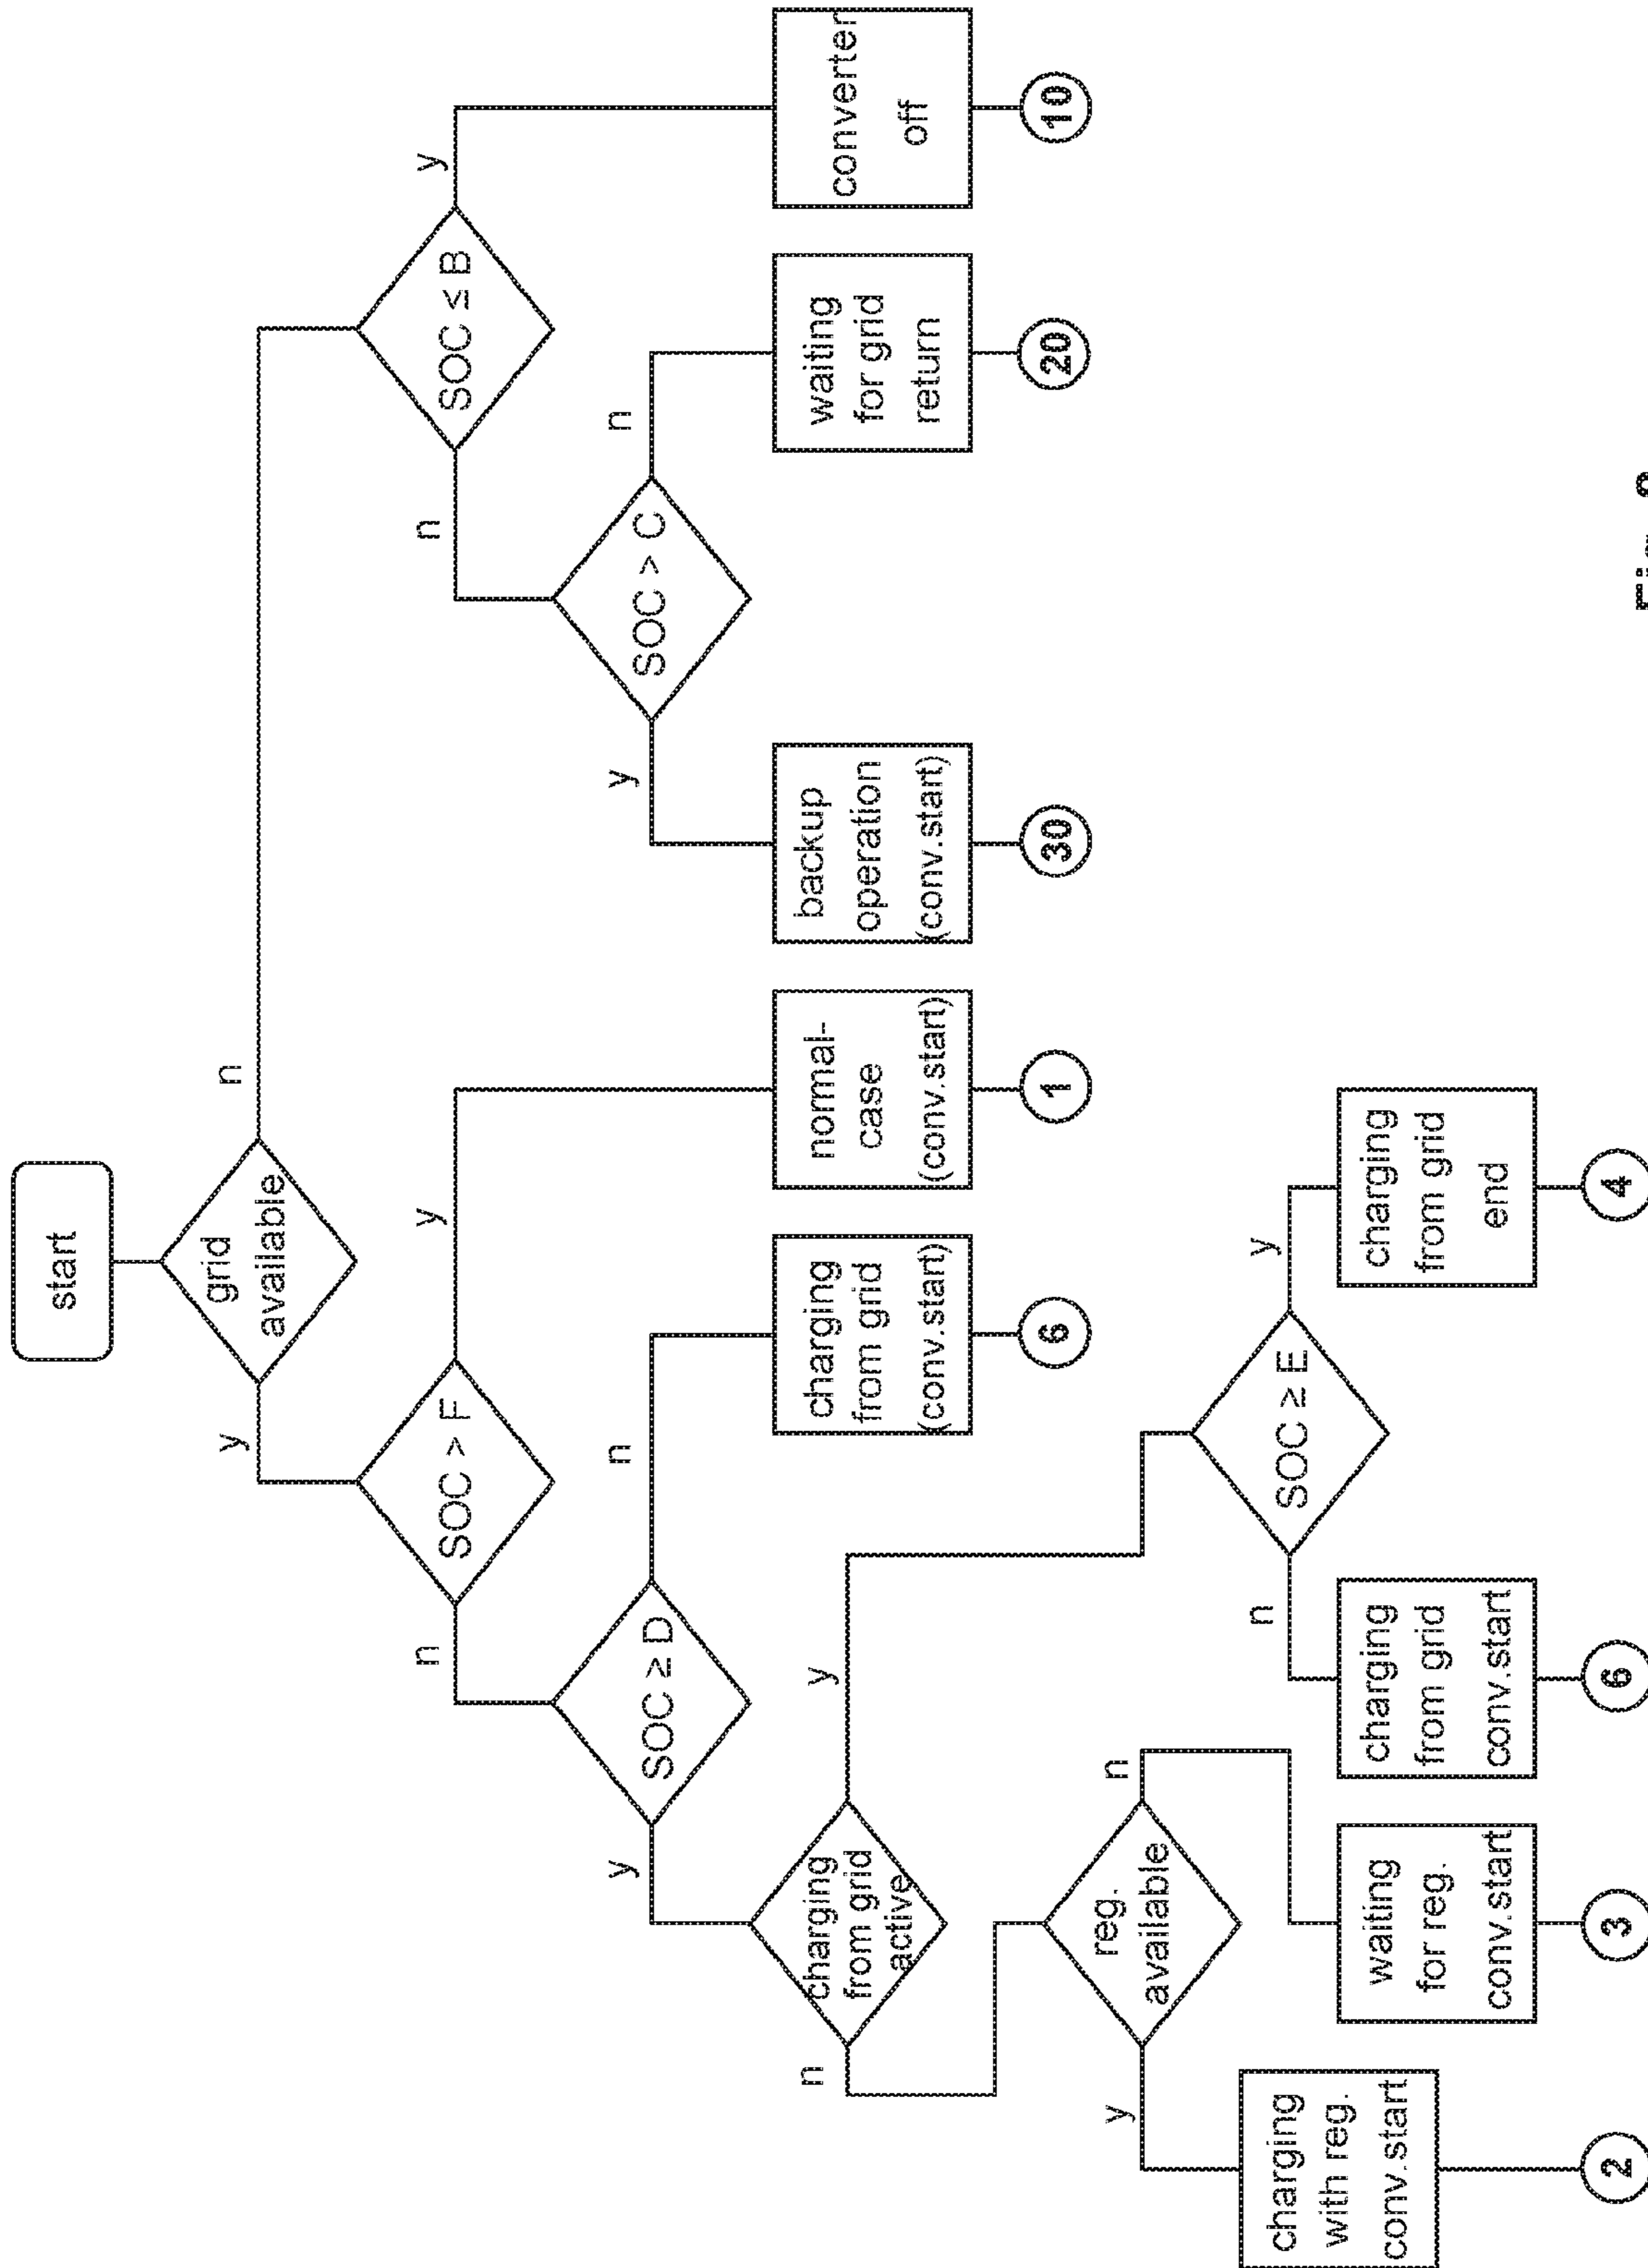 start
grid
available
y
n
SOC > F
n
y
SOC ≤ B
n
y
SOC ≥ D
y
n
SOC > C
y
n
charging
from grid
active
n
y
charging
from grid
(conv.start)
6
normal-
case
(conv.start)
1
backup
operation
(conv.start)
30
waiting
for grid
return
20
converter
off
10
reg.
available
y
n
SOC ≥ E
n
y
charging
with reg.
conv.start
2
waiting
for reg.
conv.start
3
charging
from grid
conv.start
6
charging
from grid
end
4